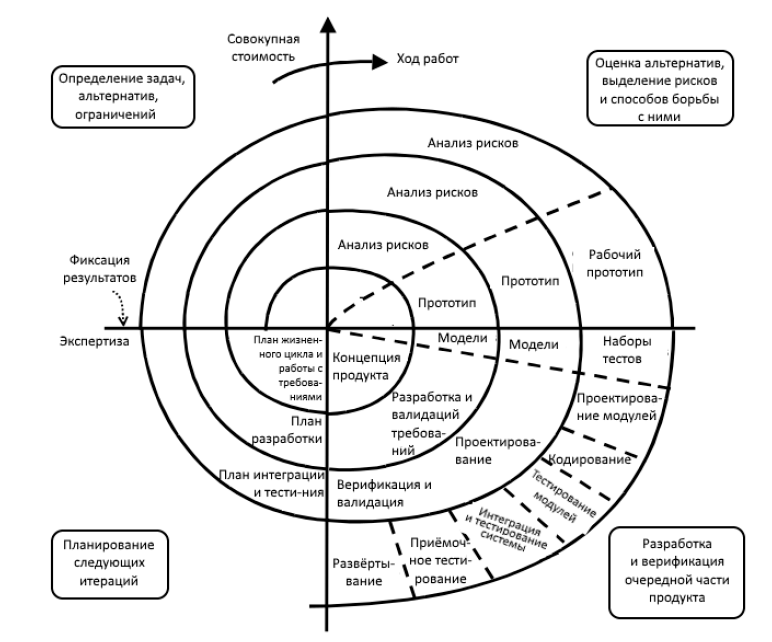 Совокупная
стоимость
Ход работ
Определение задач,
альтернатив,
ограничений
Оценка альтернатив,
выделение рисков
и способов борьбы
с ними
Анализ рисков
Анализ рисков
Анализ рисков
Фиксация
результатов
Рабочий
прототип
Прототип
Прототип
Экспертиза
План жизнен-
ного цикла и
работы с
требова-
ниями
Концепция
продукта
Модели
Модели
Наборы
тестов
План
разработки
Разработка и
валидаций
требова-
ний
Проектирова-
ние модулей
Проектирова-
вание
Кодирование
План интеграции
и тести-ния
Верификация и
валидация
Тестирование
модулей
Интеграция
и тестирование
системы
Планирование
следующих
итераций
Развёрты-
вание
Приёмоч-
ное тести-
рование
Разработка
и верификация
очередной части
продукта